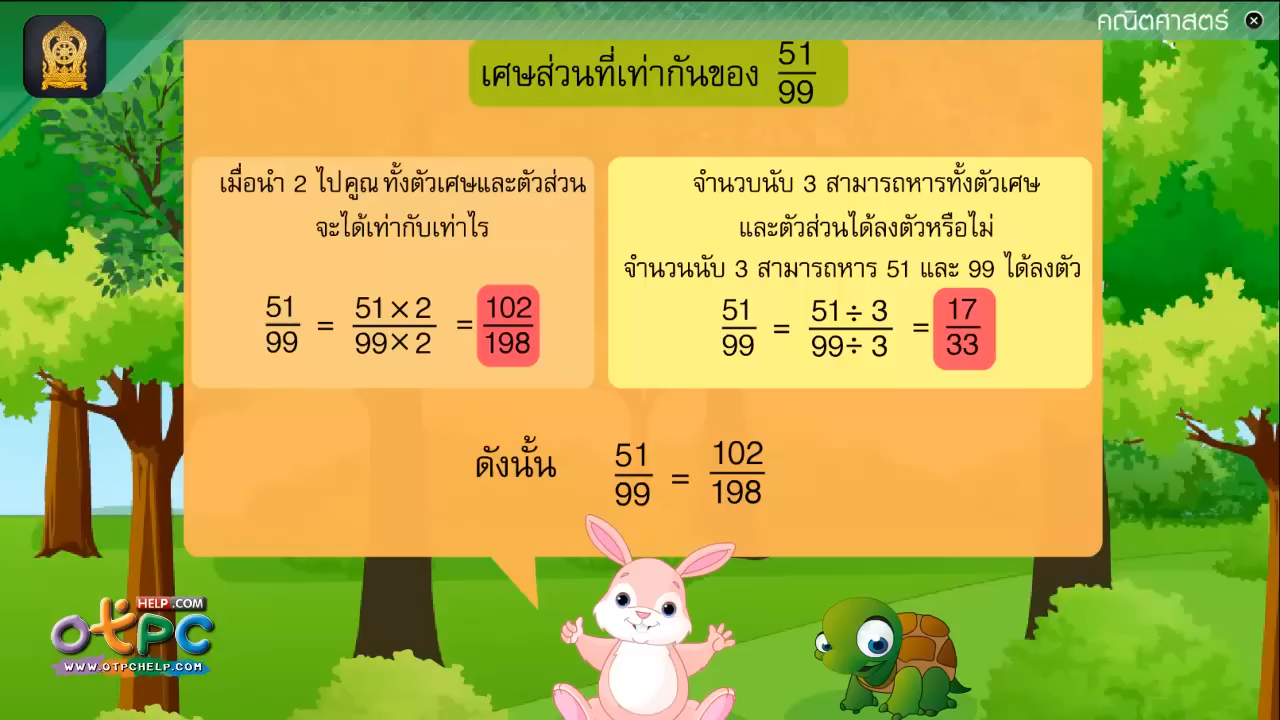 คณิตศาสตร์
เศษส่วนที่เท่ากันของ 51/99
เมื่อนำ 2 ไปคูณ ทั้งตัวเศษและตัวส่วน
จะได้เท่ากับเท่าไร
51/99 = 51×2/99×2 = 102/198
จำนวบนับ 3 สามารถหารทั้งตัวเศษ
และตัวส่วนได้ลงตัวหรือไม่
จำนวนนับ 3 สามารถหาร 51 และ 99 ได้ลงตัว
51/99 = 51÷3/99÷3 = 17/33
ดังนั้น 51/99 = 102/198
HELP.COM
OTPC
WWW.OTPCHELP.COM